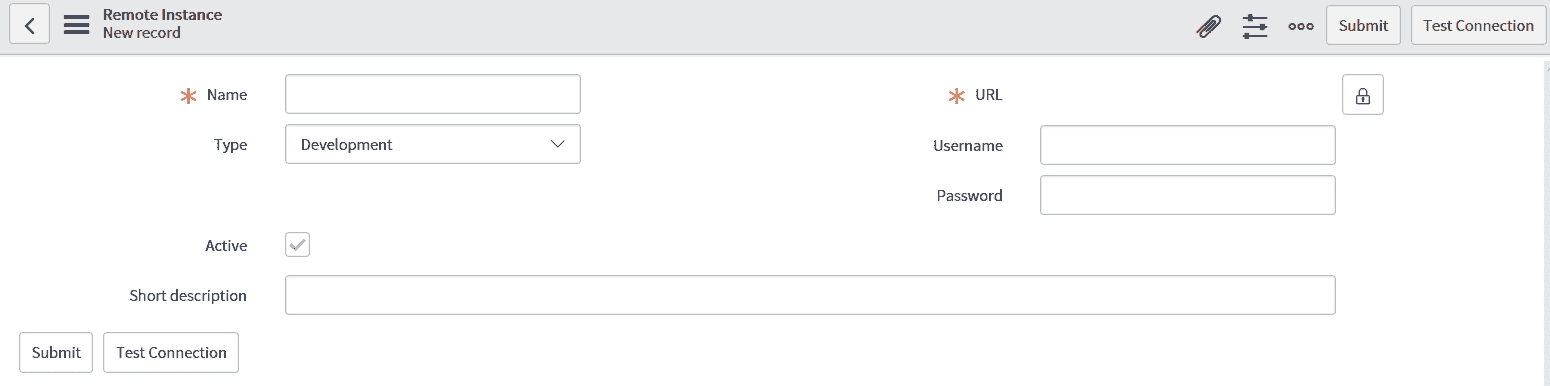 Remote Instance
New record
Submit
Test Connection
Name
URL
Type
Development
Username
Password
Active
Short description
Submit
Test Connection